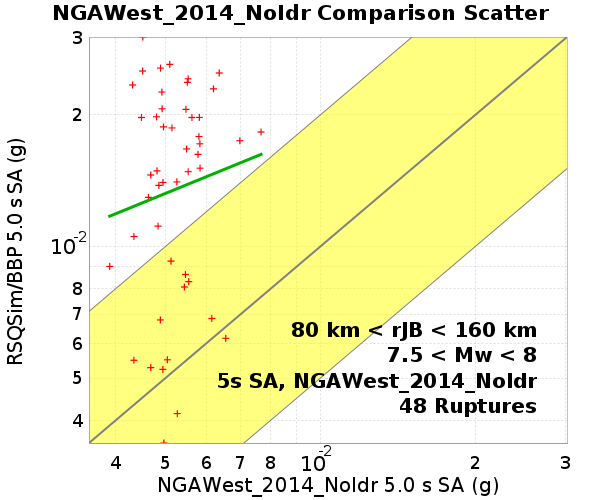 NGAWest_2014_NoIdr Comparison Scatter
RSQSim/BBP 5.0 s SA (g)
3
2
10-2
8
7
6
5
4
80 km < rJB < 160 km
7.5 < Mw < 8
5s SA, NGAWest_2014_NoIdr
48 Ruptures
4 5 6 7 8 10-2 2 3
NGAWest_2014_NoIdr 5.0 s SA (g)